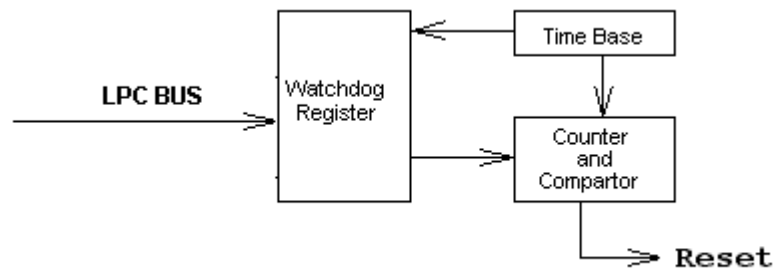 Time Base
LPC BUS
Watchdog
Register
Counter
and
Compartor
Reset